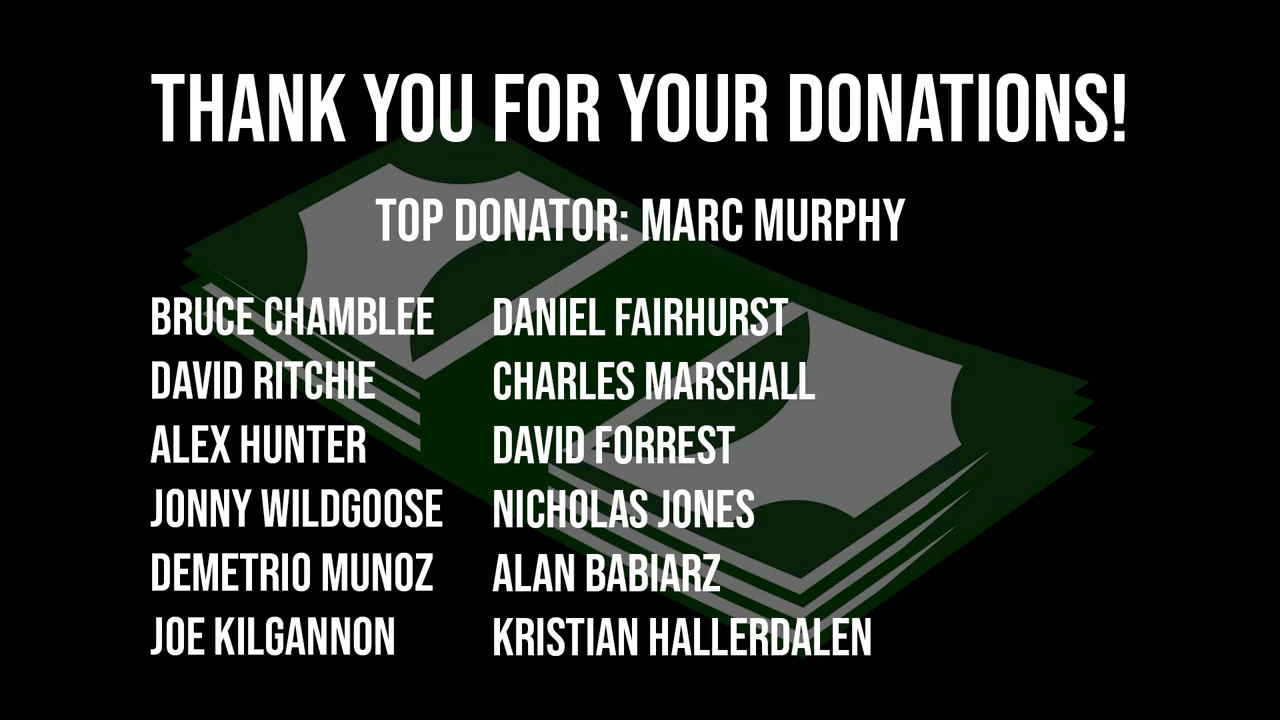 THANK YOU FOR YOUR DONATIONS!
TOP DONATOR: MARC MURPHY
BRUCE CHAMBLEE
DAVID RITCHIE
ALEX HUNTER
JONNY WILDGOOSE
DEMETRIO MUNOZ
JOE KILGANNON
DANIEL FAIRHURST
CHARLES MARSHALL
DAVID FORREST
NICHOLAS JONES
ALAN BABIARZ
KRISTIAN HALLERDALEN